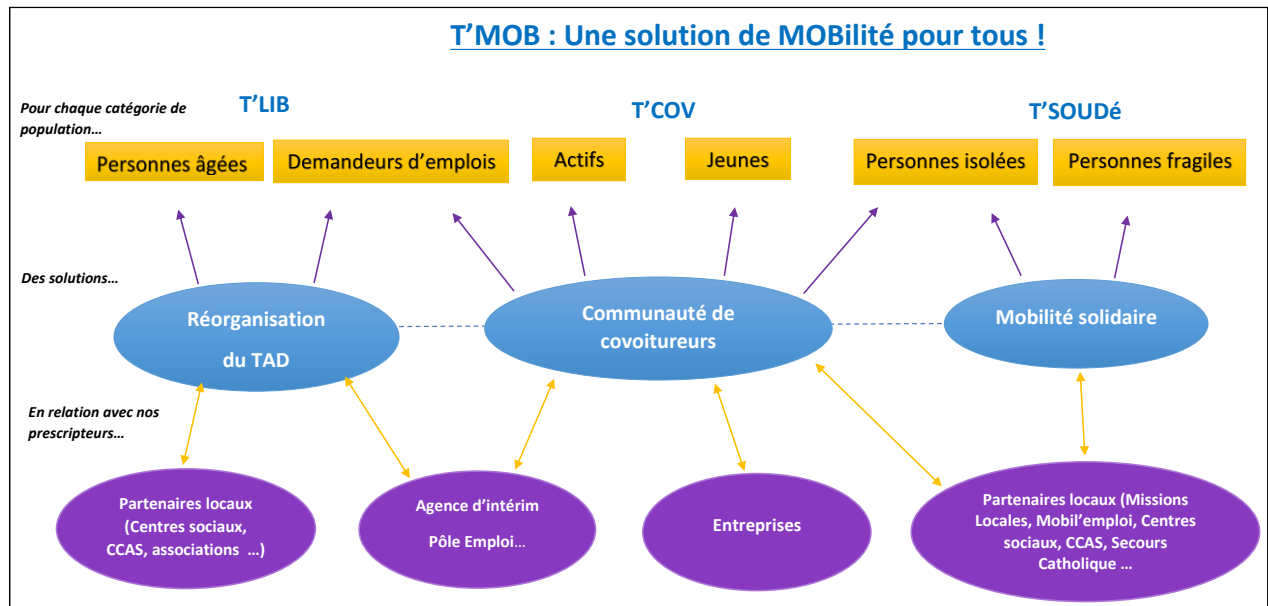 T'MOB : Une solution de MOBilité pour tous !
Pour chaque catégorie de
population…
T'LIB
T'COV
T'SOUDé
Personnes âgées
Demandeurs d'emplois
Actifs
Jeunes
Personnes isolées
Personnes fragiles
Des solutions…
Réorganisation
du TAD
Communauté de
covoitureurs
Mobilité solidaire
En relation avec nos
prescripteurs…
Partenaires locaux
(Centres sociaux,
CCAS, associations …)
Agence d'intérim
Pôle Emploi…
Entreprises
Partenaires locaux (Missions
Locales, Mobil'emploi, Centres
sociaux, CCAS, Secours
Catholique …